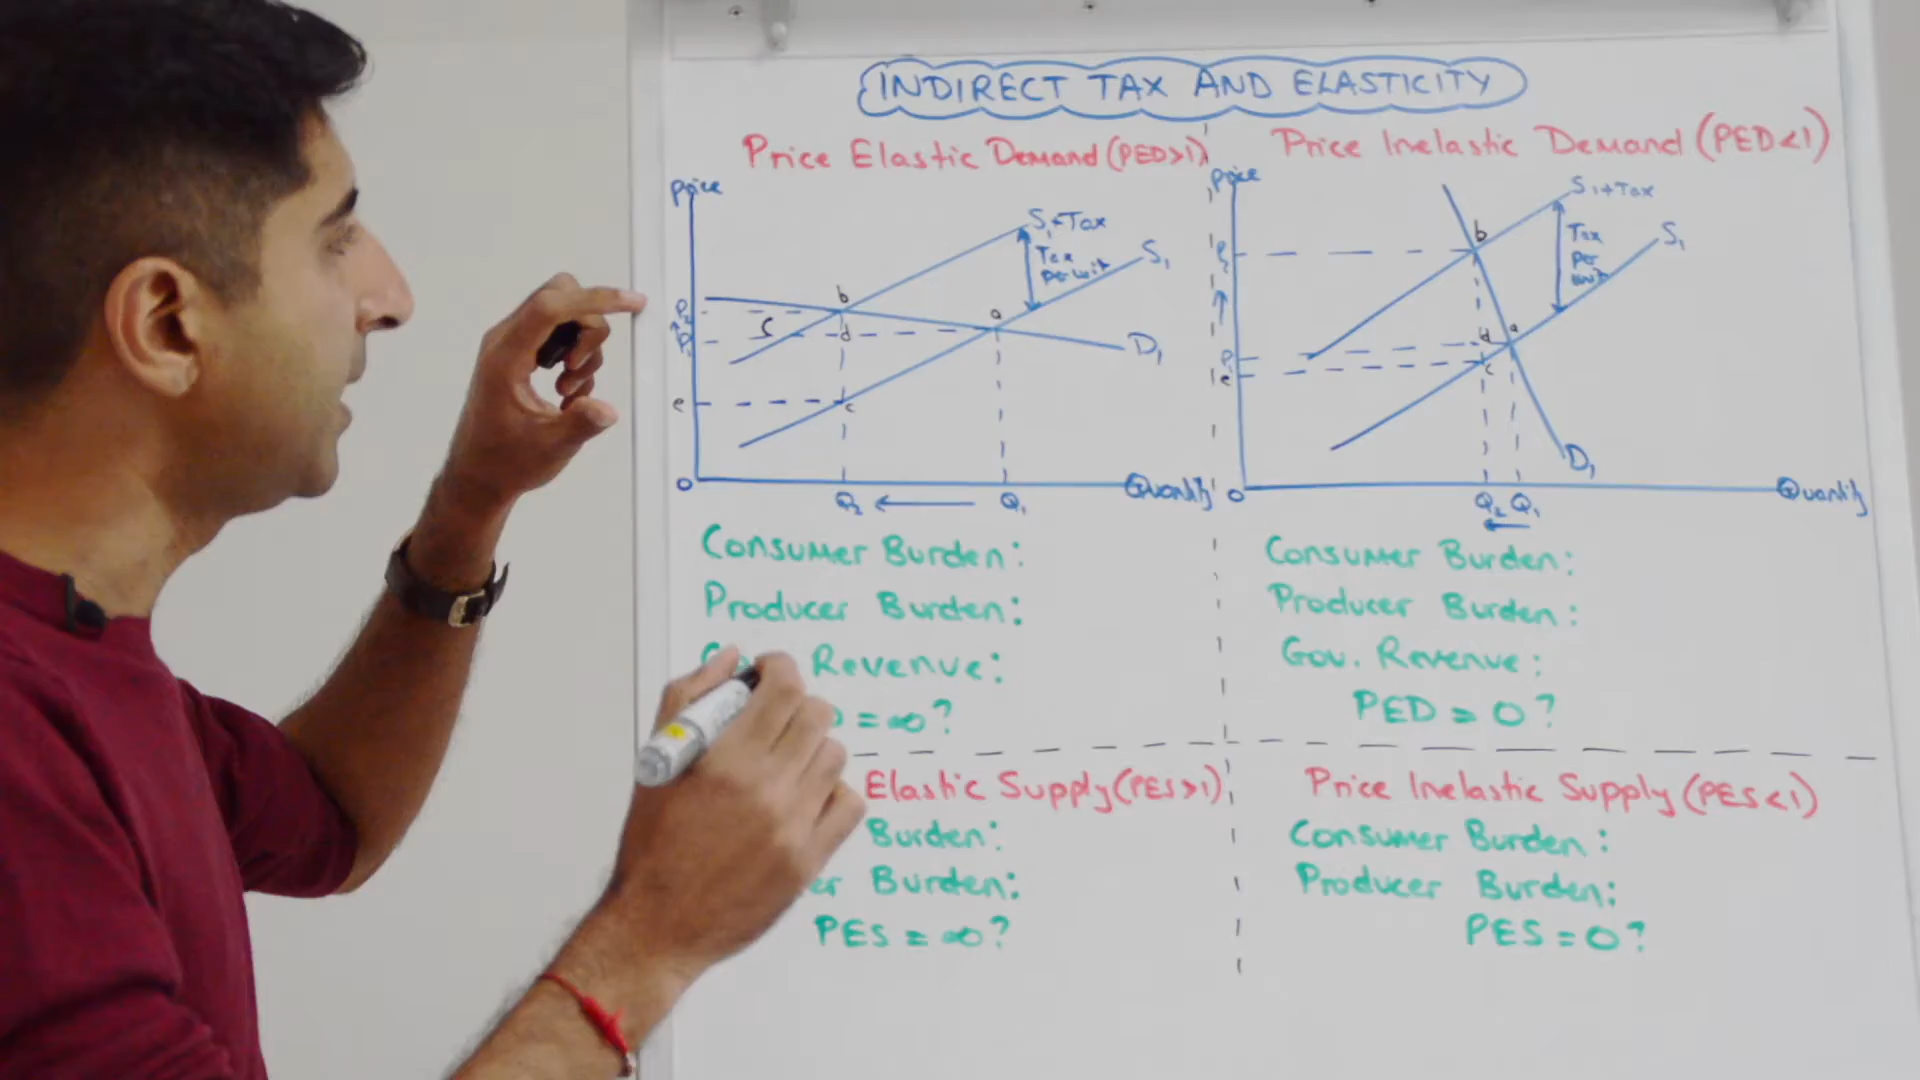 INDIRECT TAX AND ELASTICITY
Price Elastic Demand (PED>1)
Price
S1+Tax
Tax
per unit
S1
b
a
d
P2
P1
D1
e
c
O
Q2
Q1
Quantity
Consumer Burden:
Producer Burden:
Revenue:
= ∞?
Price Inelastic Demand (PED<1)
Price
S1+Tax
Tax
per
unit
S1
b
a
d
P1
c
e
D1
O
Q2 Q1
Quantity
Consumer Burden:
Producer Burden:
Gov. Revenue:
PED = 0?
Elastic Supply (PES>1)
Burden:
Burden:
PES = ∞?
Price Inelastic Supply (PES<1)
Consumer Burden:
Producer Burden:
PES = 0?